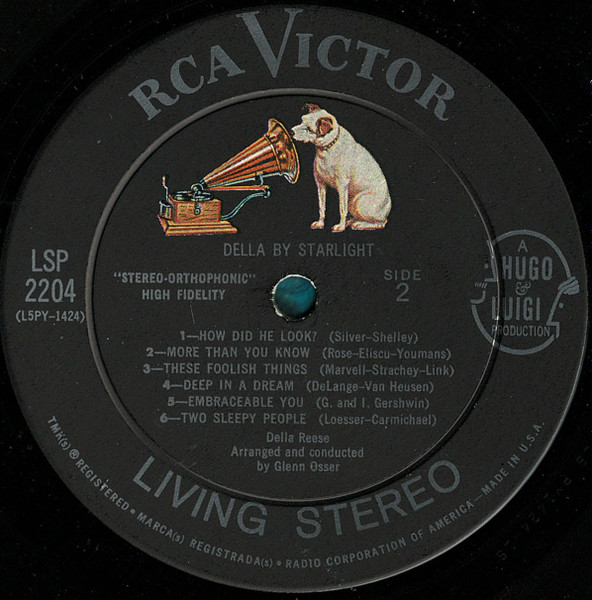 RCA VICTOR
DELLA BY STARLIGHT
LSP
2204
(L5PY-1424)
"STEREO-ORTHOPHONIC"
HIGH FIDELITY
SIDE
2
A
HUGO
&
LUIGI
PRODUCTION
1—HOW DID HE LOOK? (Silver-Shelley)
2—MORE THAN YOU KNOW (Rose-Eliscu-Youmans)
3—THESE FOOLISH THINGS (Marvell-Strachey-Link)
4—DEEP IN A DREAM (DeLange-Van Heusen)
5—EMBRACEABLE YOU (G. and I. Gershwin)
6—TWO SLEEPY PEOPLE (Loesser-Carmichael)
Della Reese
Arranged and conducted
by Glenn Osser
LIVING STEREO
TMK(s) ® REGISTERED • MARCA(s) REGISTRADA(s) • RADIO CORPORATION OF AMERICA—MADE IN U.S.A.